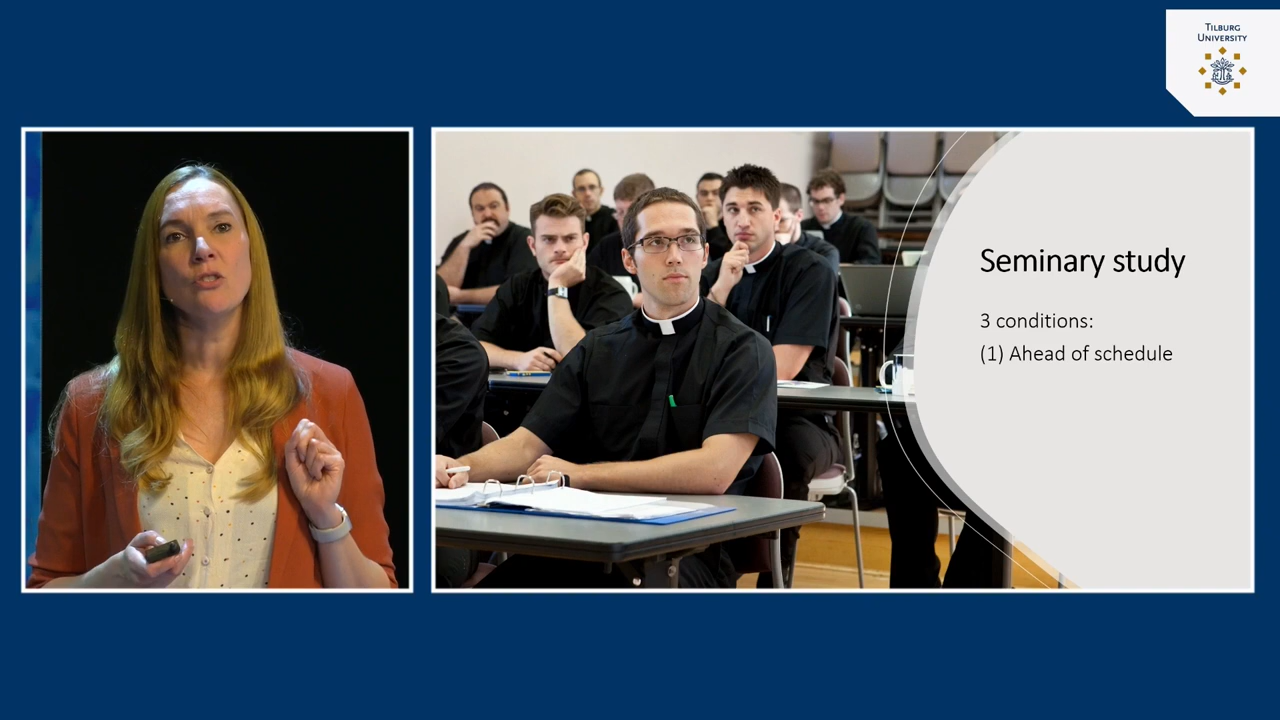 TILBURG
UNIVERSITY
Seminary study
3 conditions:
(1) Ahead of schedule